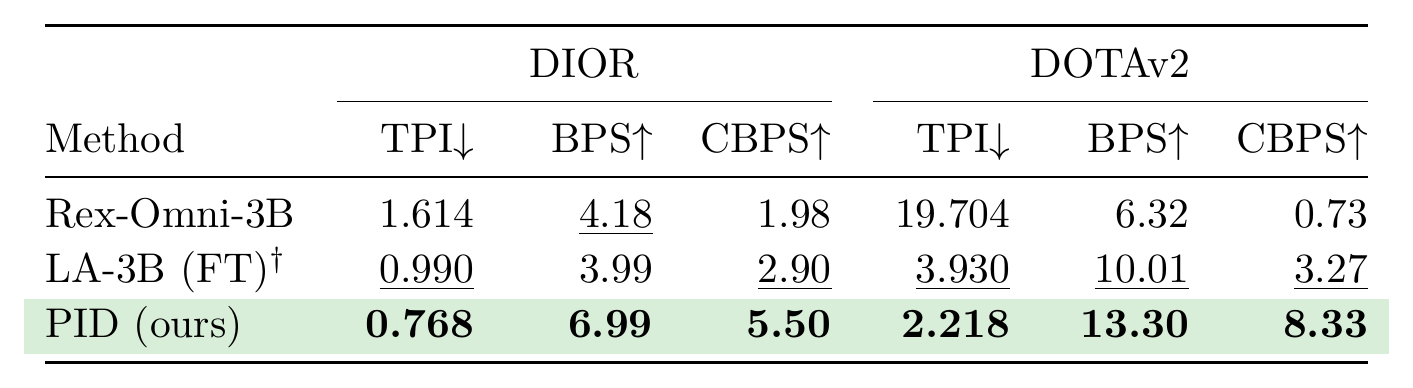 DIOR DOTAv2
Method TPI↓ BPS↑ CBPS↑ TPI↓ BPS↑ CBPS↑
Rex-Omni-3B 1.614 4.18 1.98 19.704 6.32 0.73
LA-3B (FT)† 0.990 3.99 2.90 3.930 10.01 3.27
PID (ours) 0.768 6.99 5.50 2.218 13.30 8.33